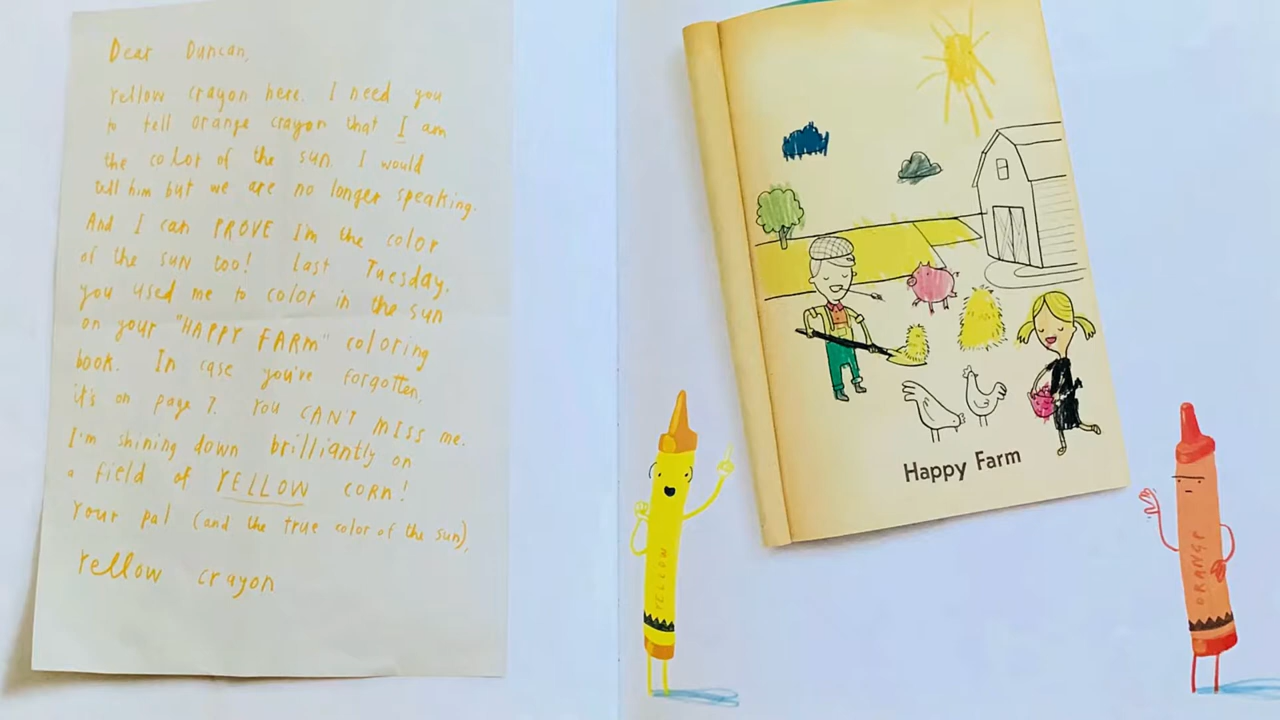 Dear Duncan,
Yellow crayon here. I need you
to tell orange crayon that I am
the color of the sun. I would
tell him but we are no longer speaking.
And I can PROVE I'm the color
of the sun too! Last Tuesday,
you used me to color in the sun
on your "HAPPY FARM" coloring
book. In case you've forgotten,
it's on page 7. You CAN'T MISS me.
I'm shining down brilliantly on
a field of YELLOW corn!
Your pal (and the true color of the sun),
Yellow crayon
Happy Farm
YELLOW
ORANGE